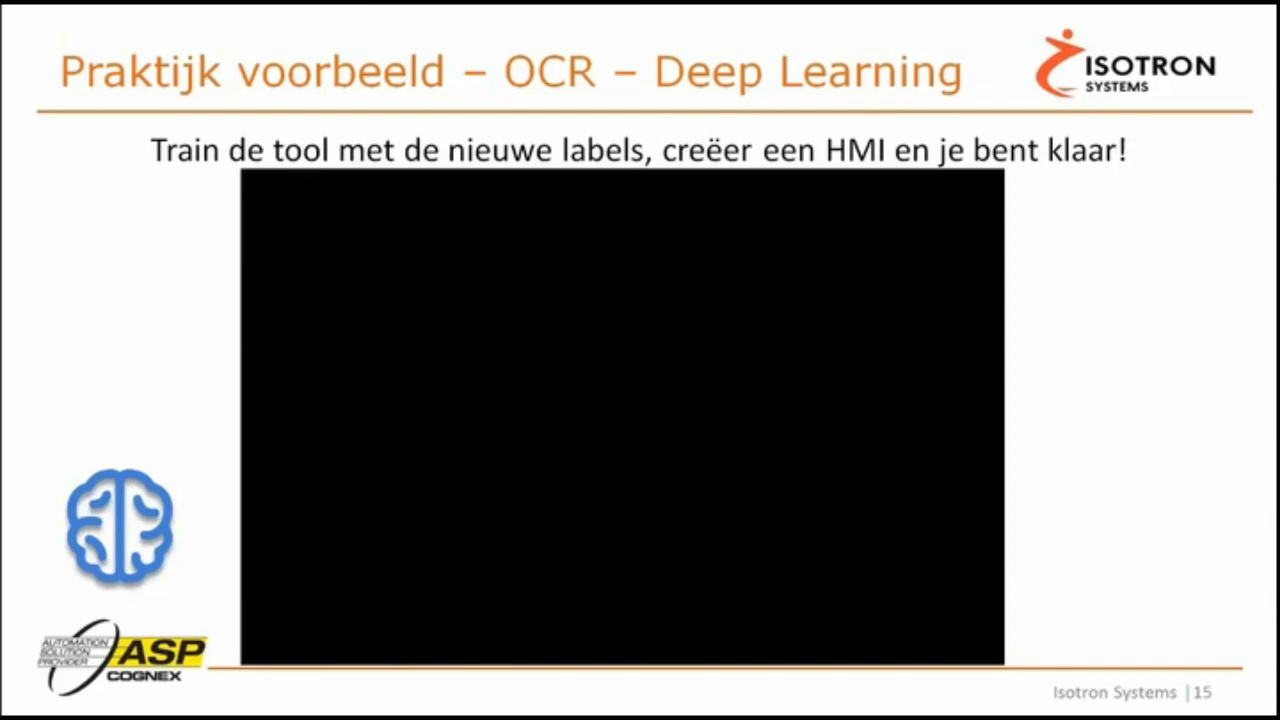 Praktijk voorbeeld – OCR – Deep Learning
ISOTRON
SYSTEMS
Train de tool met de nieuwe labels, creëer een HMI en je bent klaar!
AUTOMATION
SOLUTION
PROVIDER
ASP
COGNEX
Isotron Systems |15